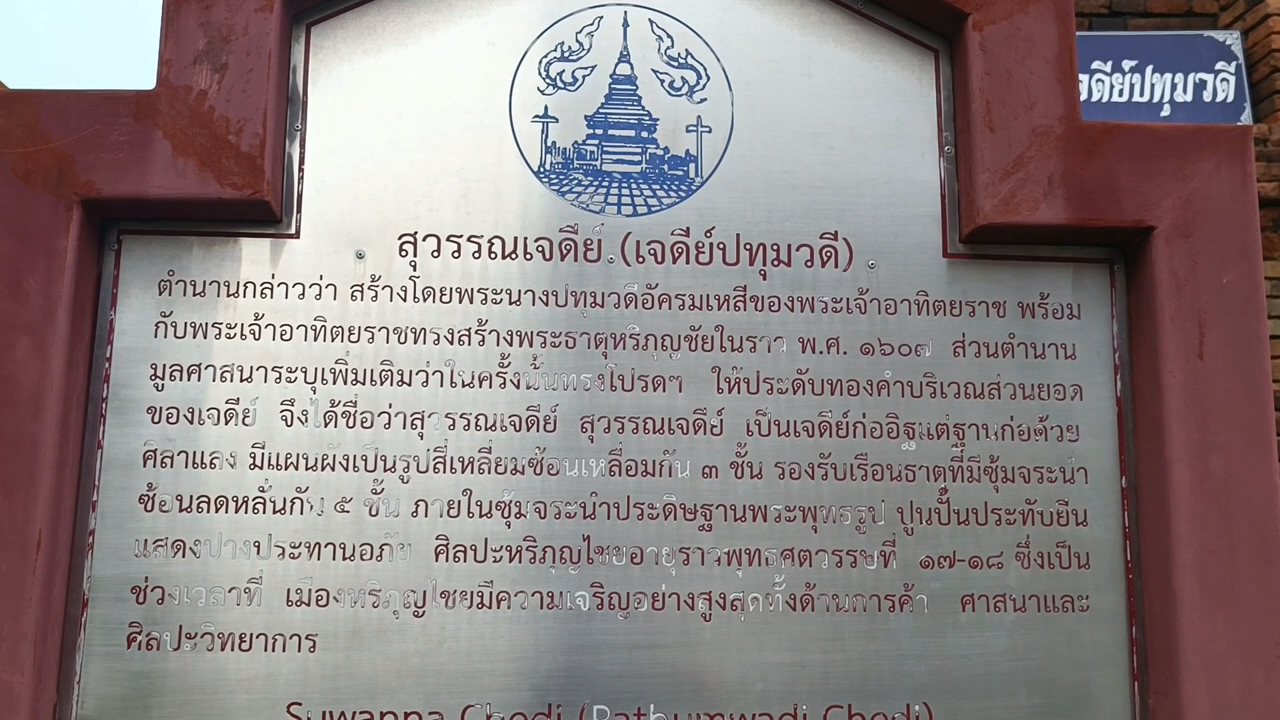 เจดีย์ปทุมวดี
สุวรรณเจดีย์ (เจดีย์ปทุมวดี)
ตำนานกล่าวว่า สร้างโดยพระนางปทุมวดีอัครมเหสีของพระเจ้าอาทิตยราช พร้อม
กับพระเจ้าอาทิตยราชทรงสร้างพระธาตุหริภุญชัยในราว พ.ศ. ๑๖๐๗ ส่วนตำนาน
มูลศาสนาระบุเพิ่มเติมว่าในครั้งนั้นทรงโปรดฯ ให้ประดับทองคำบริเวณส่วนยอด
ของเจดีย์ จึงได้ชื่อว่าสุวรรณเจดีย์ สุวรรณเจดีย์ เป็นเจดีย์ก่ออิฐแต่ฐานก่อด้วย
ศิลาแลง มีแผนผังเป็นรูปสี่เหลี่ยมซ้อนเหลื่อมกัน ๓ ชั้น รองรับเรือนธาตุที่มีซุ้มจระนำ
ซ้อนลดหลั่นกัน ๕ ชั้น ภายในซุ้มจระนำประดิษฐานพระพุทธรูป ปูนปั้นประทับยืน
แสดงปางประทานอภัย ศิลปะหริภุญไชยอายุราวพุทธศตวรรษที่ ๑๗-๑๘ ซึ่งเป็น
ช่วงเวลาที่ เมืองหริภุญไชยมีความเจริญอย่างสูงสุดทั้งด้านการค้า ศาสนาและ
ศิลปะวิทยาการ
Suwanna Chedi (Pathumwadi Chedi)